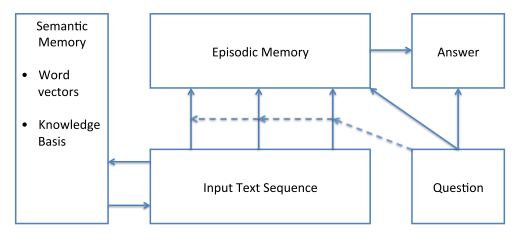 Semantic
Memory
• Word
vectors
• Knowledge
Basis
Episodic Memory
Answer
Input Text Sequence
Question